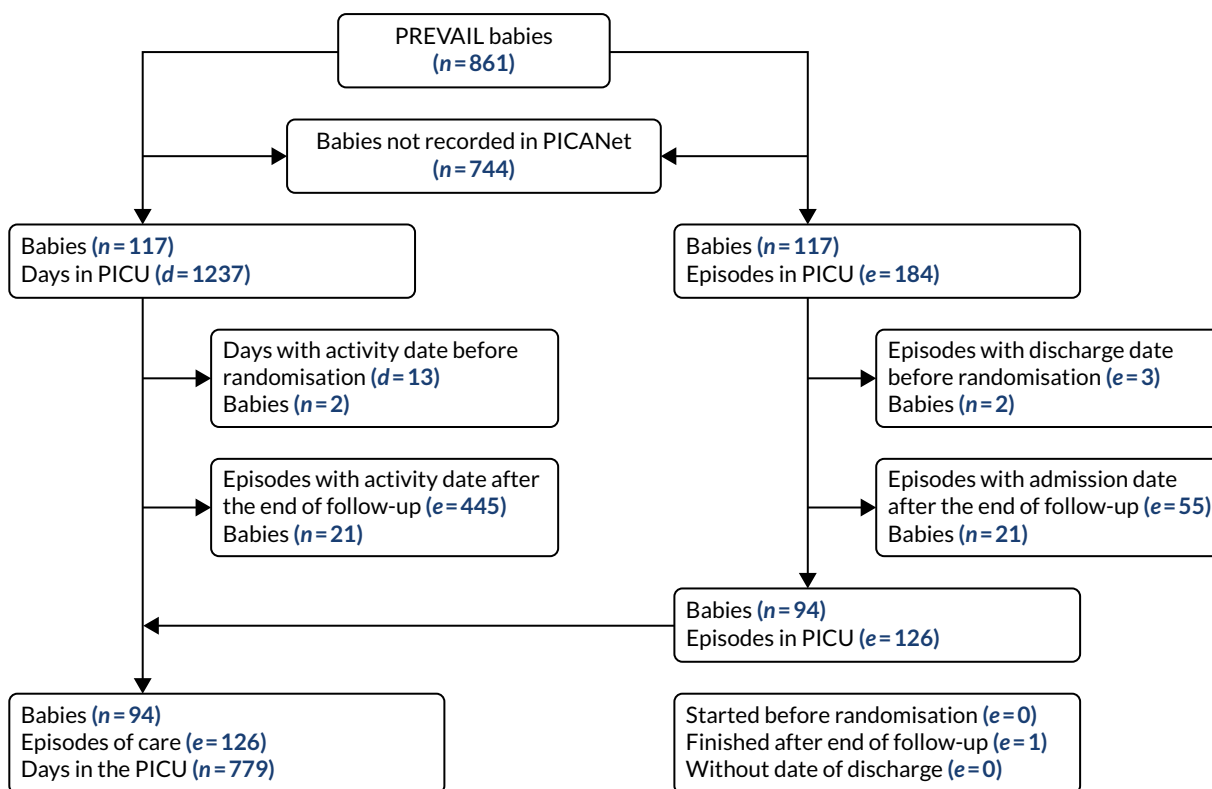 PREVAIL babies
(n=861)
Babies not recorded in PICANet
(n=744)
Babies (n=117)
Days in PICU (d=1237)
Babies (n=117)
Episodes in PICU (e=184)
Days with activity date before
randomisation (d=13)
Babies (n=2)
Episodes with discharge date
before randomisation (e=3)
Babies (n=2)
Episodes with activity date after
the end of follow-up (e=445)
Babies (n=21)
Episodes with admission date
after the end of follow-up (e=55)
Babies (n=21)
Babies (n=94)
Episodes in PICU (e=126)
Babies (n=94)
Episodes of care (e=126)
Days in the PICU (n=779)
Started before randomisation (e=0)
Finished after end of follow-up (e=1)
Without date of discharge (e=0)